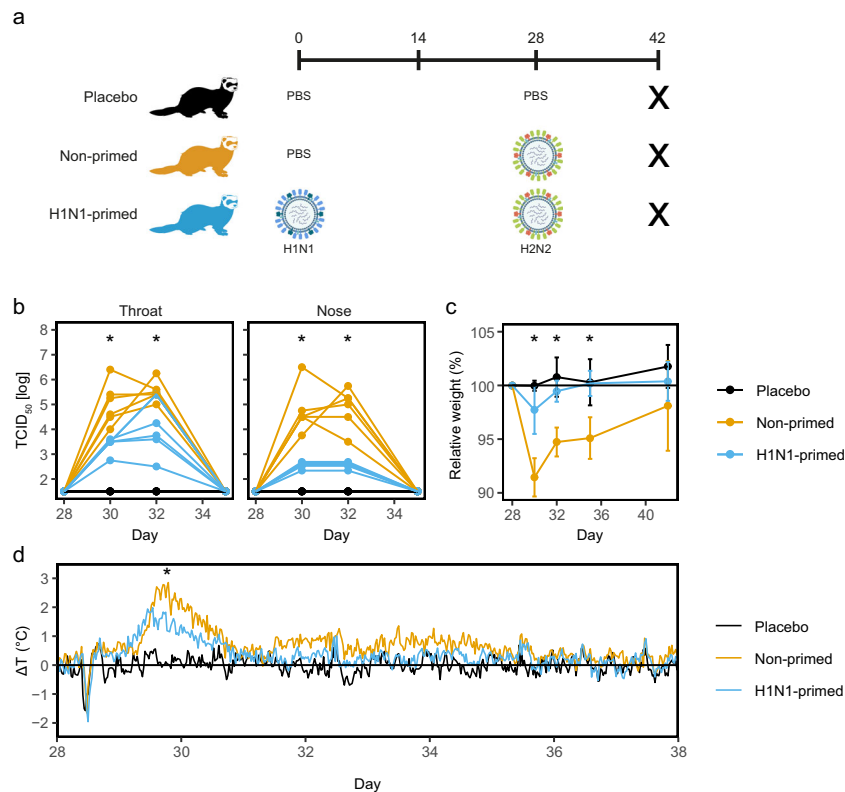 a
0 14 28 42
Placebo PBS PBS X
Non-primed PBS X
H1N1-primed X
H1N1 H2N2
b Throat Nose
* * * *
TCID50 [log]
8
7
6
5
4
3
2
28 30 32 34 28 30 32 34
Day Day
c
* * *
Relative weight (%)
105
100
95
90
28 32 36 40
Day
Placebo
Non-primed
H1N1-primed
d
*
ΔT (°C)
3
2
1
0
−1
−2
28 30 32 34 36 38
Day
Placebo
Non-primed
H1N1-primed